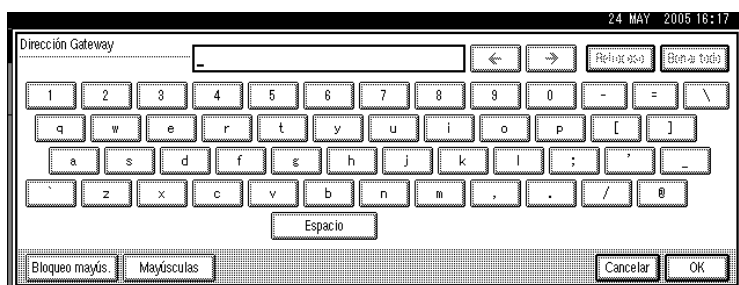 24 MAY 2005 16:17
Dirección Gateway
_
← → Retroceso Borrar todo
1 2 3 4 5 6 7 8 9 0 - = \
q w e r t y u i o p [ ]
a s d f g h j k l ; ' _
` z x c v b n m , . / @
Espacio
Bloqueo mayús. Mayúsculas Cancelar OK